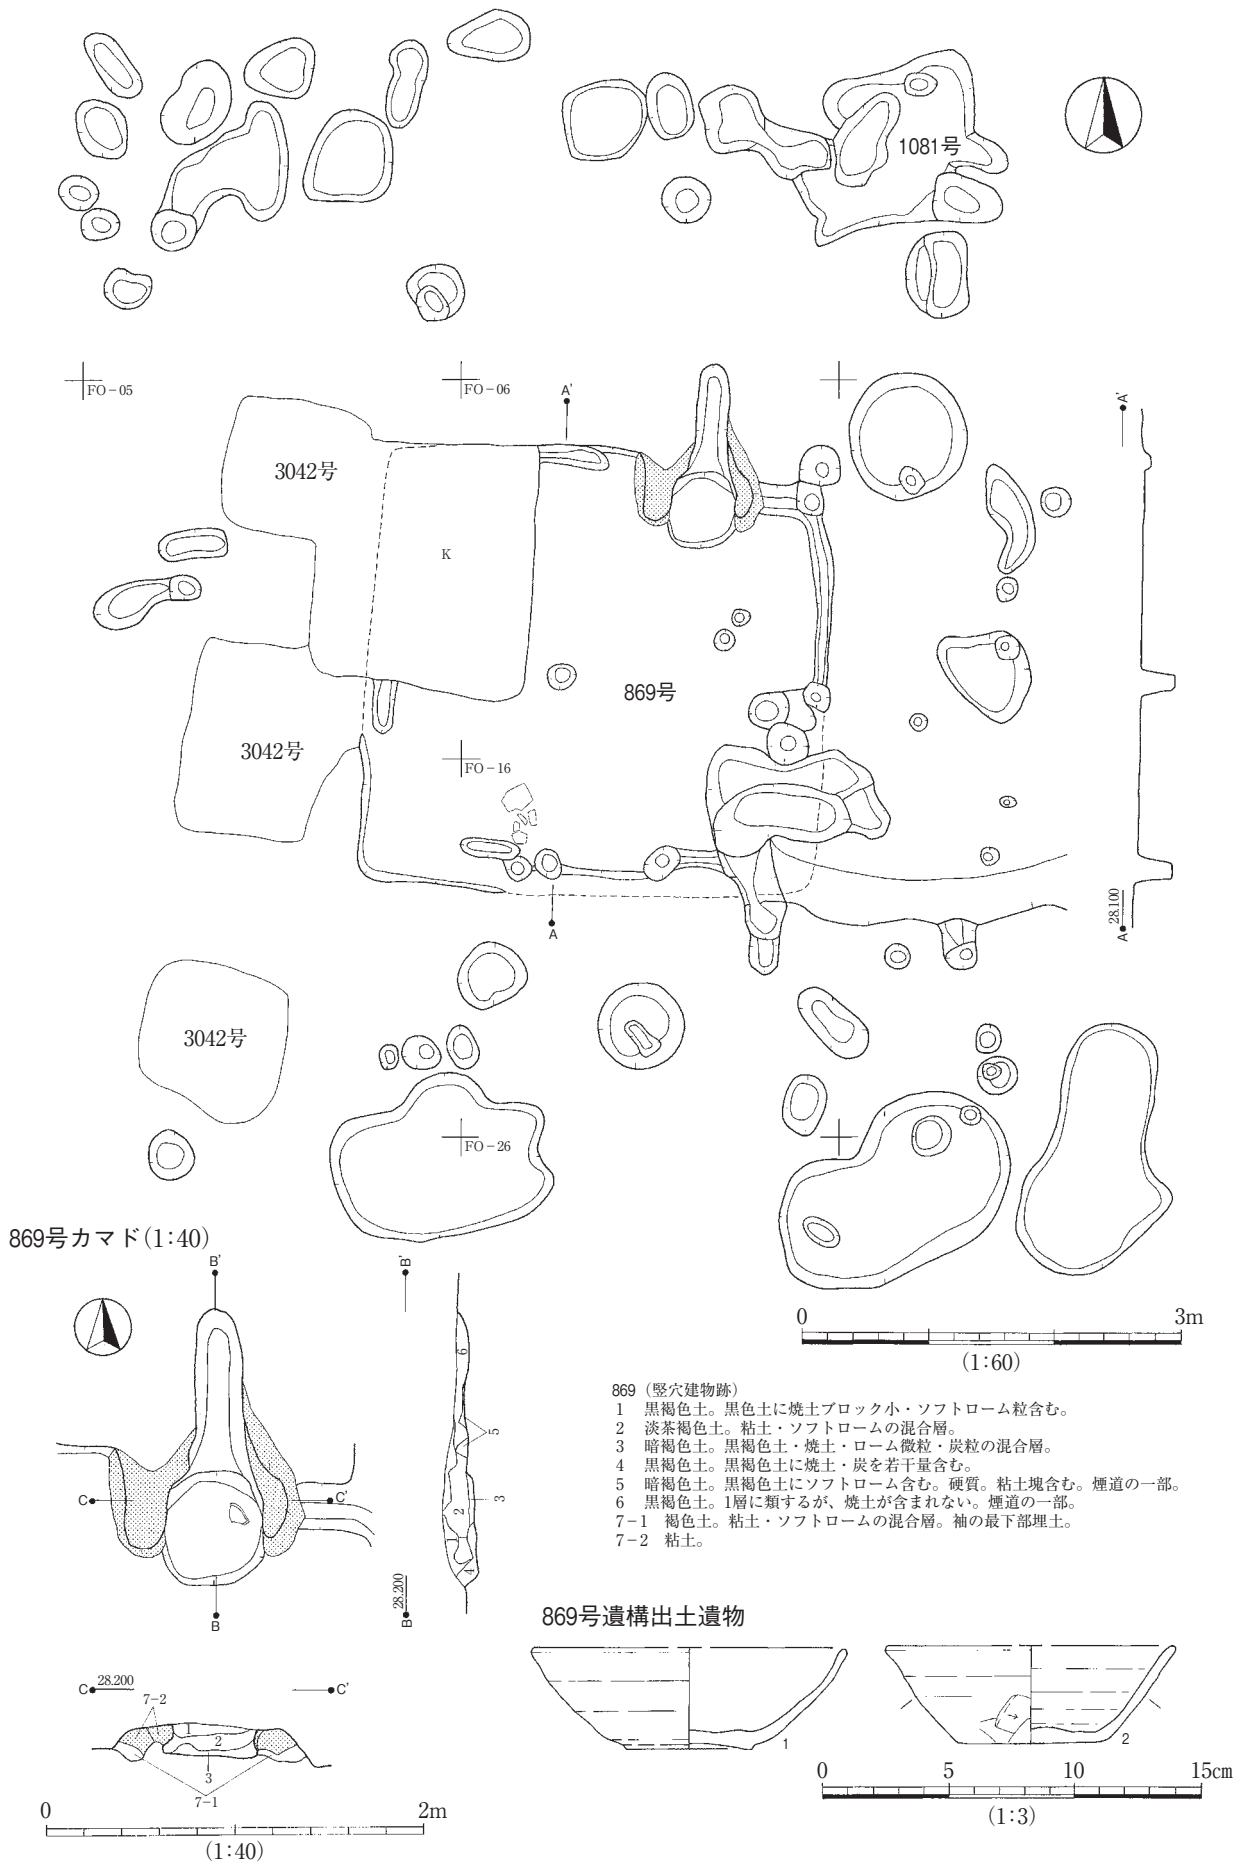 1081号
FO-05
FO-06
A'
A'
3042号
K
869号
3042号
FO-16
A
28.100
A
3042号
FO-26
869号カマド(1:40)
B'
B'
0 3m
(1:60)
6
5
C C'
3
2
4
28.200
B
B
869 (竪穴建物跡)
1 黒褐色土。黒色土に焼土ブロック小・ソフトローム粒含む。
2 淡茶褐色土。粘土・ソフトロームの混合層。
3 暗褐色土。黒褐色土・焼土・ローム微粒・炭粒の混合層。
4 黒褐色土。黒褐色土に焼土・炭を若干量含む。
5 暗褐色土。黒褐色土にソフトローム含む。硬質。粘土塊含む。煙道の一部。
6 黒褐色土。1層に類するが、焼土が含まれない。煙道の一部。
7-1 褐色土。粘土・ソフトロームの混合層。袖の最下部埋土。
7-2 粘土。
869号遺構出土遺物
C 28.200 C'
7-2
1
2
3
7-1
0 2m
(1:40)
1
2
0 5 10 15cm
(1:3)